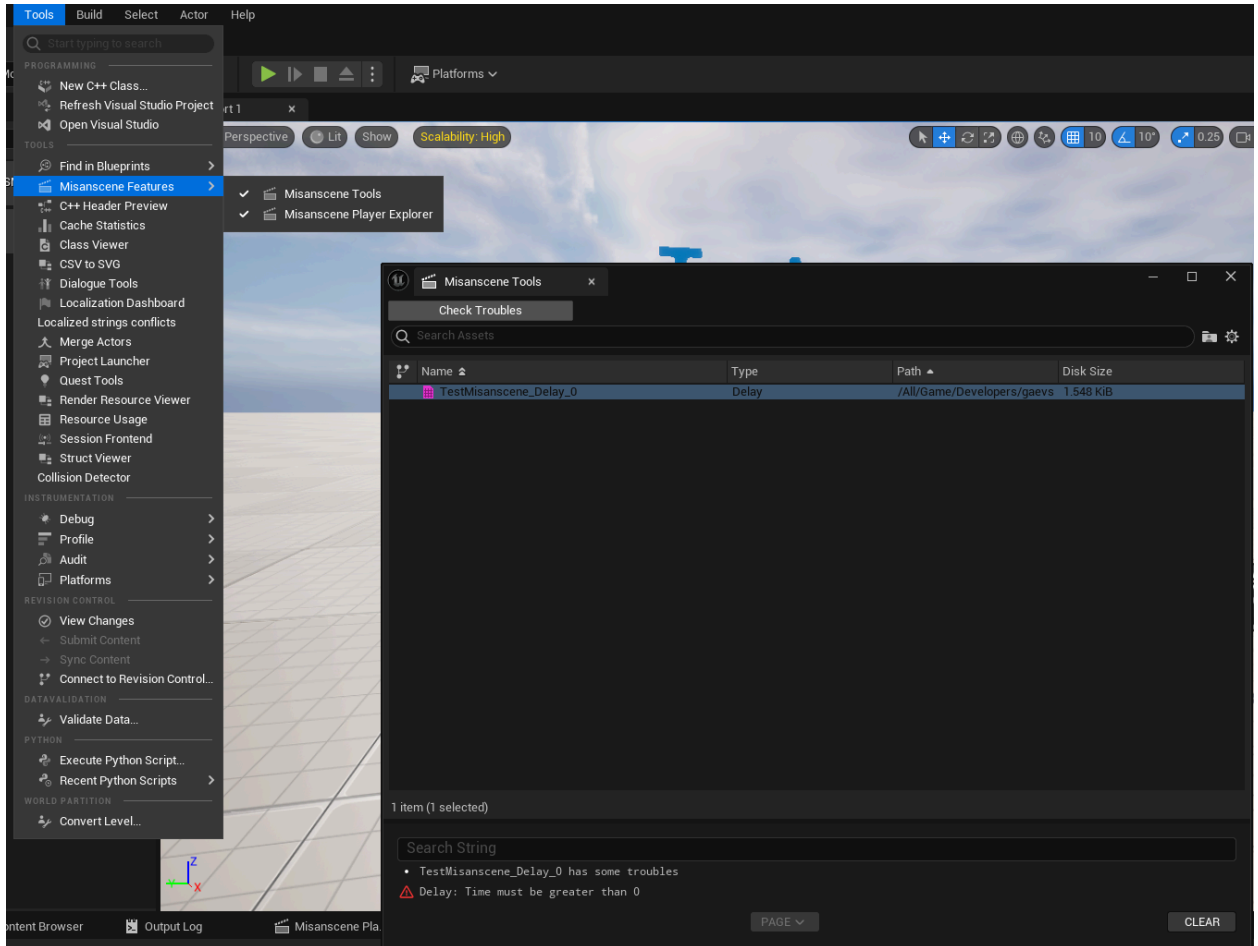 Tools Build Select Actor Help
Start typing to search
PROGRAMMING
New C++ Class...
Refresh Visual Studio Project
Open Visual Studio
TOOLS
Find in Blueprints
Misanscene Features
C++ Header Preview
Cache Statistics
Class Viewer
CSV to SVG
Dialogue Tools
Localization Dashboard
Localized strings conflicts
Merge Actors
Project Launcher
Quest Tools
Render Resource Viewer
Resource Usage
Session Frontend
Struct Viewer
Collision Detector
INSTRUMENTATION
Debug
Profile
Audit
Platforms
REVISION CONTROL
View Changes
Submit Content
Sync Content
Connect to Revision Control...
DATAVALIDATION
Validate Data...
PYTHON
Execute Python Script...
Recent Python Scripts
WORLD PARTITION
Convert Level...
Misanscene Tools
Misanscene Player Explorer
Platforms
rt 1
Perspective Lit Show Scalability: High 10 10° 0.25
Misanscene Tools
Check Troubles
Search Assets
Name Type Path Disk Size
TestMisanscene_Delay_0 Delay /All/Game/Developers/gaevs 1.548 KiB
1 item (1 selected)
Search String
• TestMisanscene_Delay_0 has some troubles
Delay: Time must be greater than 0
PAGE CLEAR
Z
Y
X
ontent Browser Output Log Misanscene Pla.